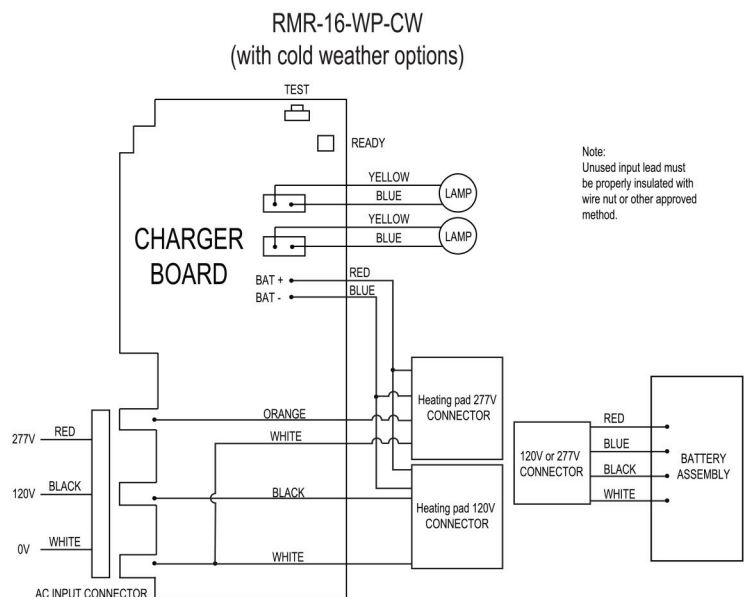 RMR-16-WP-CW
(with cold weather options)
TEST
READY
Note:
Unused input lead must
be properly insulated with
wire nut or other approved
method.
YELLOW
BLUE
LAMP
YELLOW
BLUE
LAMP
CHARGER
BOARD
BAT +
RED
BAT -
BLUE
Heating pad 277V
CONNECTOR
ORANGE
WHITE
277V
RED
120V
BLACK
0V
WHITE
AC INPUT CONNECTOR
BLACK
WHITE
Heating pad 120V
CONNECTOR
120V or 277V
CONNECTOR
RED
BLUE
BLACK
WHITE
BATTERY
ASSEMBLY